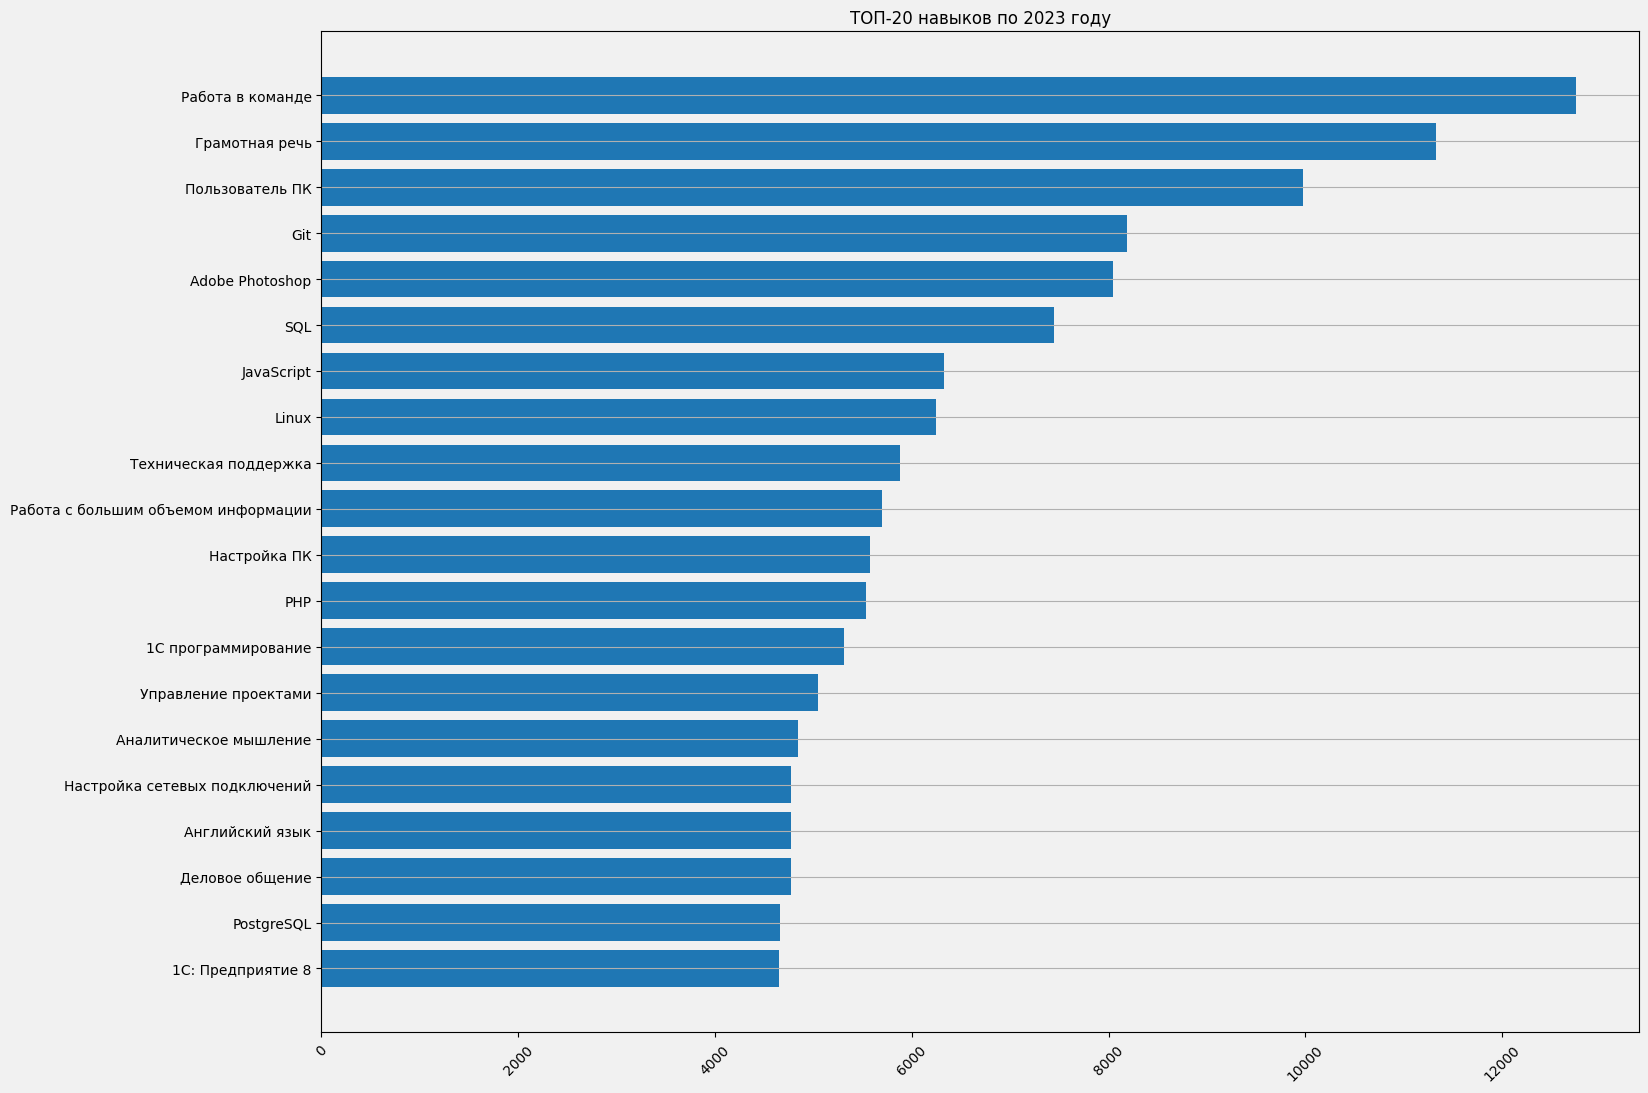 ТОП-20 навыков по 2023 году
Работа в команде
Грамотная речь
Пользователь ПК
Git
Adobe Photoshop
SQL
JavaScript
Linux
Техническая поддержка
Работа с большим объемом информации
Настройка ПК
PHP
1С программирование
Управление проектами
Аналитическое мышление
Настройка сетевых подключений
Английский язык
Деловое общение
PostgreSQL
1С: Предприятие 8
0
2000
4000
6000
8000
10000
12000